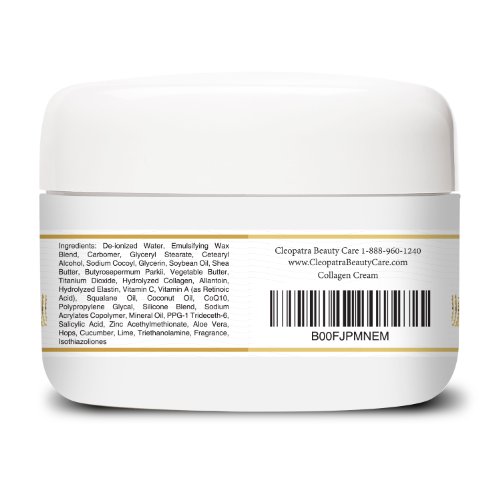 Ingredients: De-ionized Water, Emulsifying Wax
Blend, Carbomer, Glyceryl Stearate, Cetearyl
Alcohol, Sodium Cocoyl, Glycerin, Soybean Oil, Shea
Butter, Butyrosepermum Parkii, Vegetable Butter,
Titanium Dioxide, Hydrolyzed Collagen, Allantoin,
Hydrolyzed Elastin, Vitamin C, Vitamin A (as Retinoic
Acid), Squalane Oil, Coconut Oil, CoQ10,
Polypropylene Glycol, Silicone Blend, Sodium
Acrylates Copolymer, Mineral Oil, PPG-1 Trideceth-6,
Salicylic Acid, Zinc Acethylmethionate, Aloe Vera,
Hops, Cucumber, Lime, Triethanolamine, Fragrance,
Isothiazoliones
Cleopatra Beauty Care 1-888-960-1240
www.CleopatraBeautyCare.com
Collagen Cream
B00FJPMNEM